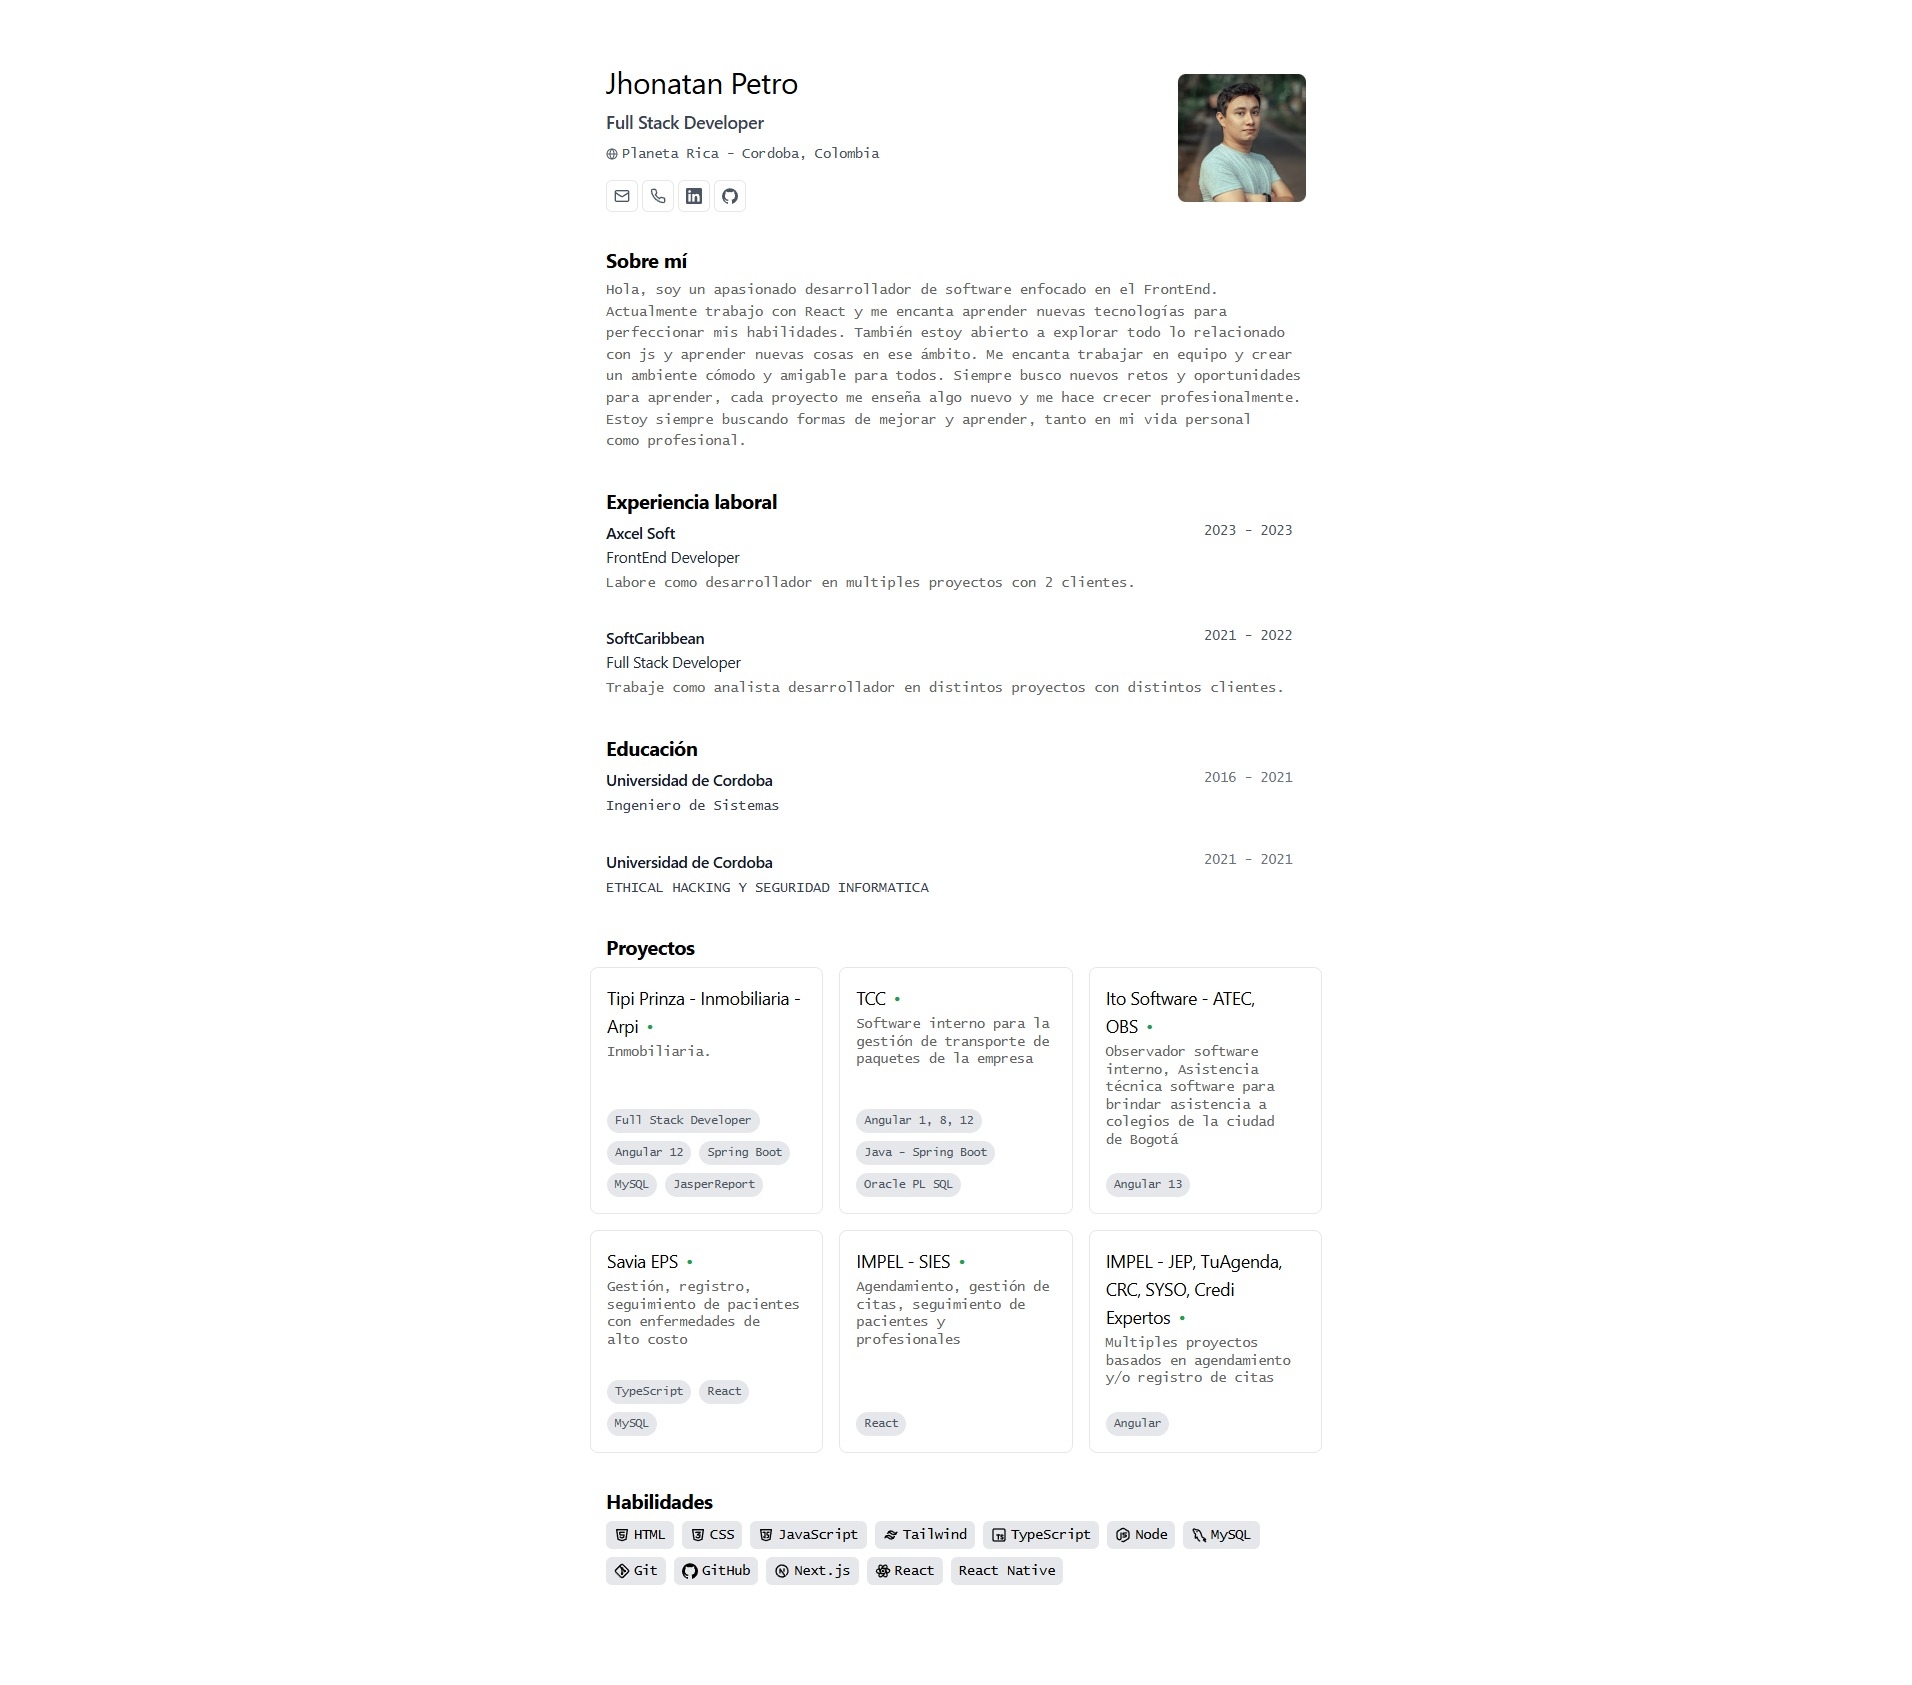 Jhonatan Petro
Full Stack Developer
Planeta Rica - Cordoba, Colombia
Sobre mí
Hola, soy un apasionado desarrollador de software enfocado en el FrontEnd.
Actualmente trabajo con React y me encanta aprender nuevas tecnologías para
perfeccionar mis habilidades. También estoy abierto a explorar todo lo relacionado
con js y aprender nuevas cosas en ese ámbito. Me encanta trabajar en equipo y crear
un ambiente cómodo y amigable para todos. Siempre busco nuevos retos y oportunidades
para aprender, cada proyecto me enseña algo nuevo y me hace crecer profesionalmente.
Estoy siempre buscando formas de mejorar y aprender, tanto en mi vida personal
como profesional.
Experiencia laboral
Axcel Soft
2023 - 2023
FrontEnd Developer
Labore como desarrollador en multiples proyectos con 2 clientes.
SoftCaribbean
2021 - 2022
Full Stack Developer
Trabaje como analista desarrollador en distintos proyectos con distintos clientes.
Educación
Universidad de Cordoba
2016 - 2021
Ingeniero de Sistemas
Universidad de Cordoba
2021 - 2021
ETHICAL HACKING Y SEGURIDAD INFORMATICA
Proyectos
Tipi Prinza - Inmobiliaria -
Arpi •
Inmobiliaria.
Full Stack Developer
Angular 12 Spring Boot
MySQL JasperReport
TCC •
Software interno para la
gestión de transporte de
paquetes de la empresa
Angular 1, 8, 12
Java - Spring Boot
Oracle PL SQL
Ito Software - ATEC,
OBS •
Observador software
interno, Asistencia
técnica software para
brindar asistencia a
colegios de la ciudad
de Bogotá
Angular 13
Savia EPS •
Gestión, registro,
seguimiento de pacientes
con enfermedades de
alto costo
TypeScript React
MySQL
IMPEL - SIES •
Agendamiento, gestión de
citas, seguimiento de
pacientes y
profesionales
React
IMPEL - JEP, TuAgenda,
CRC, SYSO, Credi
Expertos •
Multiples proyectos
basados en agendamiento
y/o registro de citas
Angular
Habilidades
HTML CSS JavaScript Tailwind TypeScript Node MySQL
Git GitHub Next.js React React Native